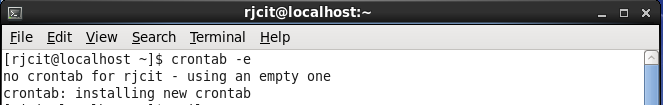 rjcit@localhost:~
File Edit View Search Terminal Help
[rjcit@localhost ~]$ crontab -e
no crontab for rjcit - using an empty one
crontab: installing new crontab